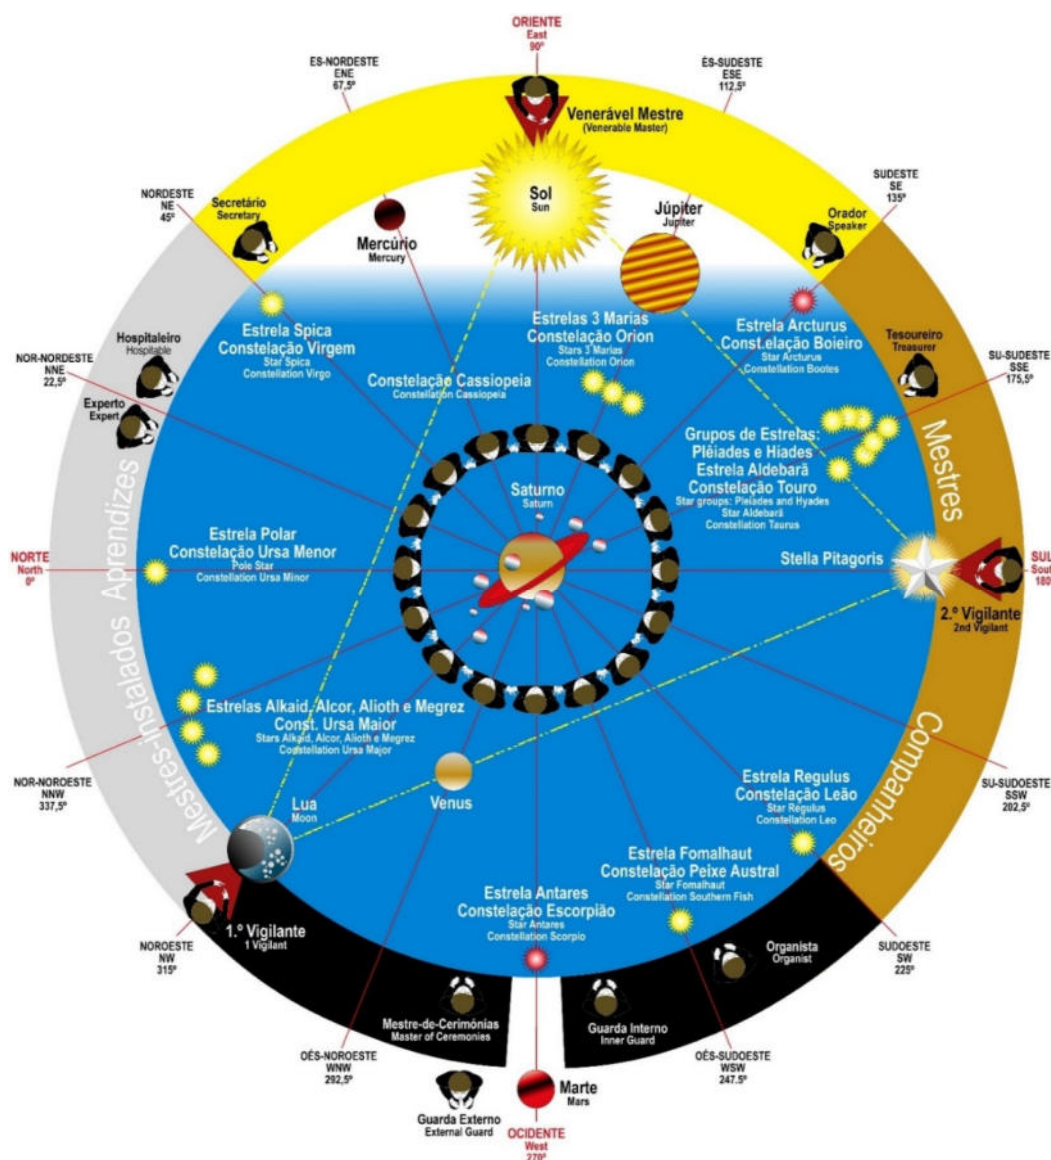 ORIENTE
East
90º
ES-NORDESTE
ENE
67,5º
ÉS-SUDESTE
ESE
112,5º
Venerável Mestre
(Venerable Master)
NORDESTE
NE
45º
SUDESTE
SE
135º
Secretário
Secretary
Sol
Sun
Júpiter
Jupiter
Orador
Speaker
Mercúrio
Mercury
Estrela Spica
Constelação Virgem
Star Spica
Constellation Virgo
Estrelas 3 Marias
Constelação Orion
Stars 3 Marias
Constellation Orion
Estrela Arcturus
Constelação Boieiro
Star Arcturus
Constellation Bootes
Hospitaleiro
Hospitable
Tesoureiro
Treasurer
NOR-NORDESTE
NNE
22,5º
SU-SUDESTE
SSE
175,5º
Constelação Cassiopeia
Constellation Cassiopeia
Experto
Expert
Grupos de Estrelas:
Plêiades e Hiades
Estrela Aldebarã
Constelação Touro
Star groups: Pleiades and Hyades
Star Aldebarã
Constellation Taurus
Mestres
Saturno
Saturn
Aprendizes
Estrela Polar
Constelação Ursa Menor
Pole Star
Constellation Ursa Minor
NORTE
North
0º
Stella Pitagoris
SUL
South
180º
2.º Vigilante
2nd Vigilant
Mestres-instalados
Estrelas Alkaid, Alcor, Alioth e Megrez
Const. Ursa Maior
Stars Alkaid, Alcor, Alioth e Megrez
Constellation Ursa Major
Companheiros
NOR-NOROESTE
NNW
337,5º
SU-SUDOESTE
SSW
202,5º
Lua
Moon
Venus
Estrela Regulus
Constelação Leão
Star Regulus
Constellation Leo
Estrela Fomalhaut
Constelação Peixe Austral
Star Fomalhaut
Constellation Southern Fish
Estrela Antares
Constelação Escorpião
Star Antares
Constellation Scorpio
1.º Vigilante
1 Vigilant
NOROESTE
NW
315º
Organista
Organist
SUDOESTE
SW
225º
Mestre-de-Cerimónias
Master of Ceremonies
Guarda Interno
Inner Guard
OÉS-NOROESTE
WNW
292,5º
OÉS-SUDOESTE
WSW
247.5º
Marte
Mars
Guarda Externo
External Guard
OCIDENTE
West
270º